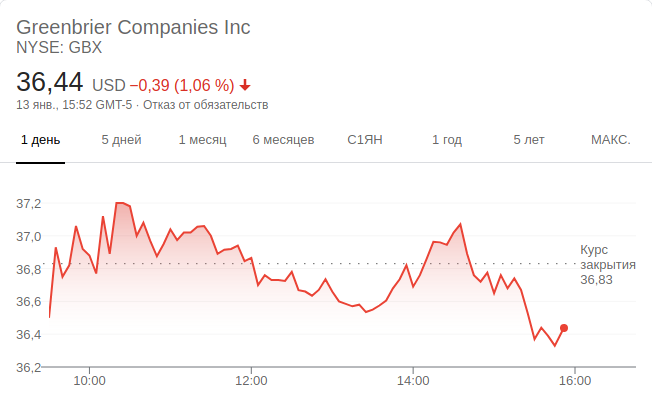 Greenbrier Companies Inc
NYSE: GBX
36,44 USD −0,39 (1,06 %)
13 янв., 15:52 GMT-5 · Отказ от обязательств
1 день 5 дней 1 месяц 6 месяцев С1ЯН 1 год 5 лет МАКС.
37,2
37,0
36,8
36,6
36,4
36,2
Курс
закрытия
36,83
10:00 12:00 14:00 16:00